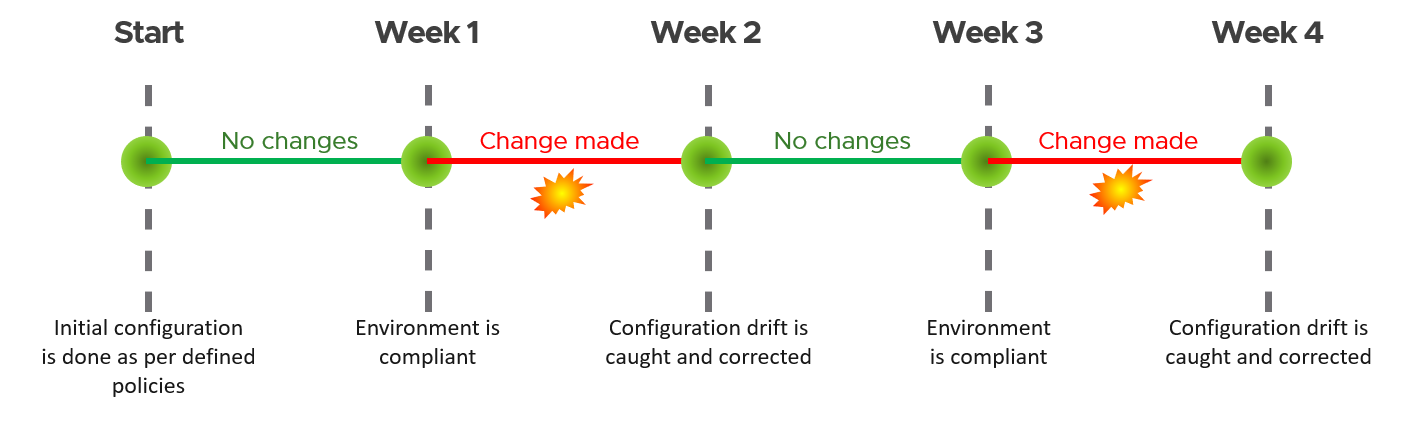 Start
Week 1
Week 2
Week 3
Week 4
No changes
Change made
No changes
Change made
Initial configuration
is done as per defined
policies
Environment is
compliant
Configuration drift is
caught and corrected
Environment
is compliant
Configuration drift is
caught and corrected